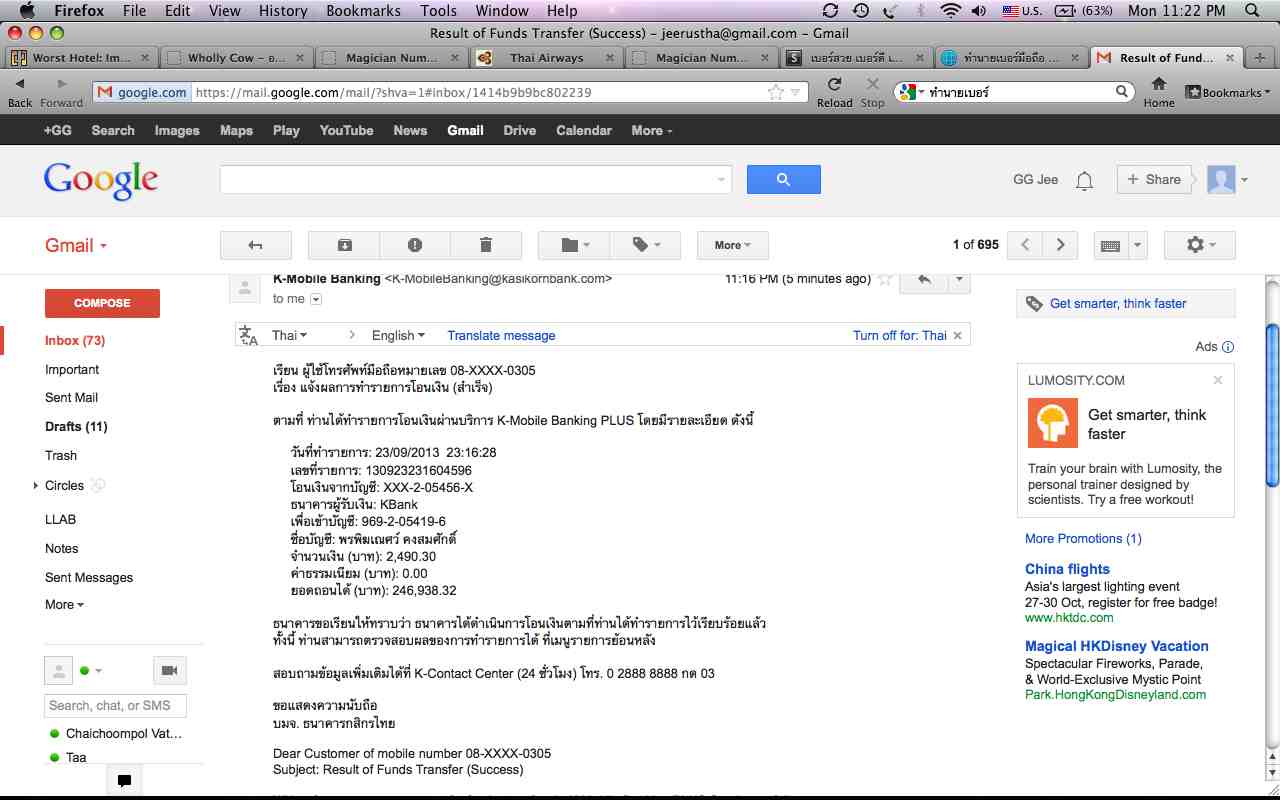 Firefox File Edit View History Bookmarks Tools Window Help U.S. (63%) Mon 11:22 PM
Result of Funds Transfer (Success) – jeerustha@gmail.com – Gmail
Worst Hotel: Im... Wholly Cow – อ... Magician Num... Thai Airways Magician Num... เบอร์สวย เบอร์ดี เ... ทำนายเบอร์มือถือ ... Result of Fund...
Back Forward google.com https://mail.google.com/mail/?shva=1#inbox/1414b9b9bc802239 Reload Stop ทำนายเบอร์ Home Bookmarks
+GG Search Images Maps Play YouTube News Gmail Drive Calendar More
Google GG Jee + Share
Gmail More 1 of 695
K-Mobile Banking <K-MobileBanking@kasikornbank.com> 11:16 PM (5 minutes ago)
to me
Thai > English Translate message Turn off for: Thai
เรียน ผู้ใช้โทรศัพท์มือถือหมายเลข 08-XXXX-0305
เรื่อง แจ้งผลการทำรายการโอนเงิน (สำเร็จ)
ตามที่ ท่านได้ทำรายการโอนเงินผ่านบริการ K-Mobile Banking PLUS โดยมีรายละเอียด ดังนี้
วันที่ทำรายการ: 23/09/2013 23:16:28
เลขที่รายการ: 130923231604596
โอนเงินจากบัญชี: XXX-2-05456-X
ธนาคารผู้รับเงิน: KBank
เพื่อเข้าบัญชี: 969-2-05419-6
ชื่อบัญชี: พรพิฆเณศว์ คงสมศักดิ์
จำนวนเงิน (บาท): 2,490.30
ค่าธรรมเนียม (บาท): 0.00
ยอดถอนได้ (บาท): 246,938.32
ธนาคารขอเรียนให้ทราบว่า ธนาคารได้ดำเนินการโอนเงินตามที่ท่านได้ทำรายการไว้เรียบร้อยแล้ว
ทั้งนี้ ท่านสามารถตรวจสอบผลของการทำรายการได้ ที่เมนูรายการย้อนหลัง
สอบถามข้อมูลเพิ่มเติมได้ที่ K-Contact Center (24 ชั่วโมง) โทร. 0 2888 8888 กด 03
ขอแสดงความนับถือ
บมจ. ธนาคารกสิกรไทย
Dear Customer of mobile number 08-XXXX-0305
Subject: Result of Funds Transfer (Success)
COMPOSE
Inbox (73)
Important
Sent Mail
Drafts (11)
Trash
Circles
LLAB
Notes
Sent Messages
More
Search, chat, or SMS
Chaichoompol Vat...
Taa
Get smarter, think faster
Ads
LUMOSITY.COM
Get smarter, think
faster
Train your brain with Lumosity, the
personal trainer designed by
scientists. Try a free workout!
More Promotions (1)
China flights
Asia's largest lighting event
27-30 Oct, register for free badge!
www.hktdc.com
Magical HKDisney Vacation
Spectacular Fireworks, Parade,
& World-Exclusive Mystic Point
Park.HongKongDisneyland.com